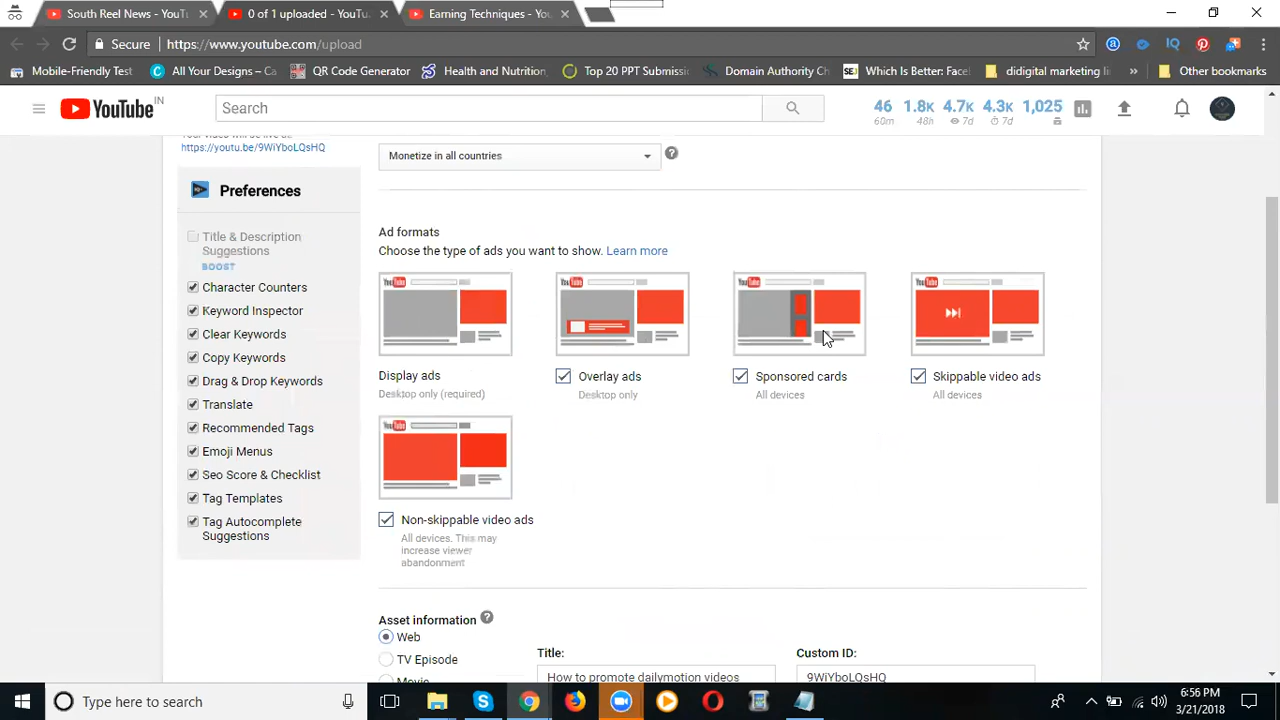 South Reel News - YouTu
0 of 1 uploaded - YouTu
Earning Techniques - You
Secure
https://www.youtube.com/upload
Mobile-Friendly Test
All Your Designs – Ca
QR Code Generator
Health and Nutrition
Top 20 PPT Submissio
Domain Authority Ch
Which Is Better: Facel
didigital marketing li
»
Other bookmarks
YouTube IN
Search
46
60m
1.8K
48h
4.7K
7d
4.3K
7d
1,025
https://youtu.be/9WiYboLQsHQ
Monetize in all countries
Preferences
Title & Description
Suggestions
BOOST
Character Counters
Keyword Inspector
Clear Keywords
Copy Keywords
Drag & Drop Keywords
Translate
Recommended Tags
Emoji Menus
Seo Score & Checklist
Tag Templates
Tag Autocomplete
Suggestions
Ad formats
Choose the type of ads you want to show. Learn more
Display ads
Desktop only (required)
Overlay ads
Desktop only
Sponsored cards
All devices
Skippable video ads
All devices
Non-skippable video ads
All devices. This may
increase viewer
abandonment
Asset information
Web
TV Episode
Movie
Title:
How to promote dailymotion videos
Custom ID:
9WiYboLQsHQ
Type here to search
6:56 PM
3/21/2018